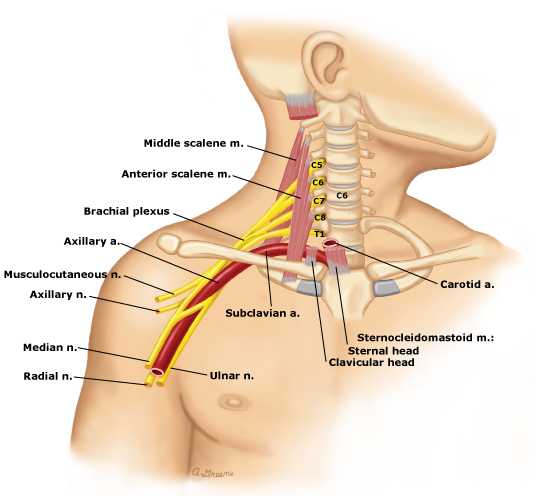 Middle scalene m.
Anterior scalene m.
Brachial plexus
Axillary a.
Musculocutaneous n.
Axillary n.
Median n.
Radial n.
Ulnar n.
Subclavian a.
C5
C6
C7
C8
T1
C6
Carotid a.
Sternocleidomastoid m.:
Sternal head
Clavicular head
A. Greene